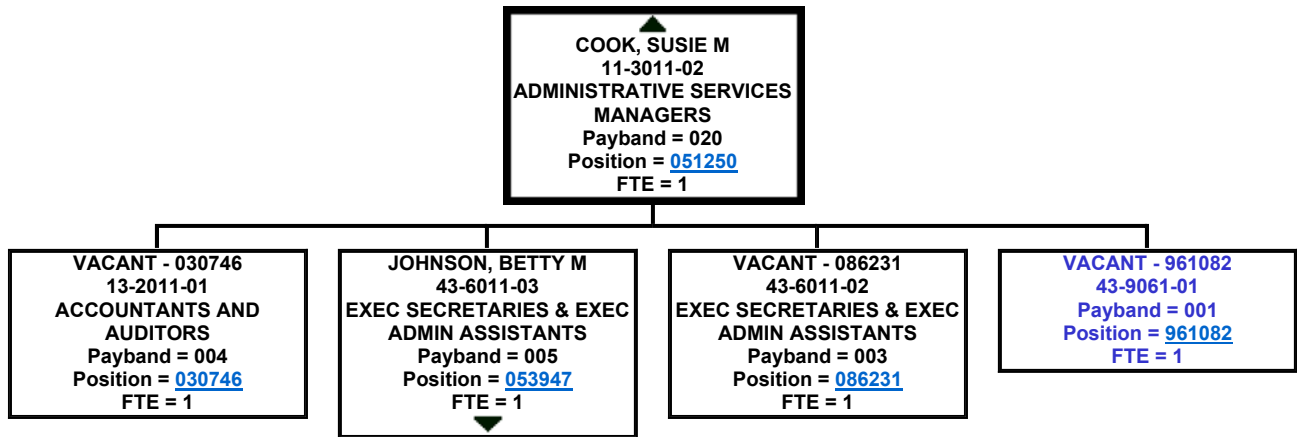 COOK, SUSIE M
11-3011-02
ADMINISTRATIVE SERVICES
MANAGERS
Payband = 020
Position = 051250
FTE = 1
VACANT - 030746
13-2011-01
ACCOUNTANTS AND
AUDITORS
Payband = 004
Position = 030746
FTE = 1
JOHNSON, BETTY M
43-6011-03
EXEC SECRETARIES & EXEC
ADMIN ASSISTANTS
Payband = 005
Position = 053947
FTE = 1
VACANT - 086231
43-6011-02
EXEC SECRETARIES & EXEC
ADMIN ASSISTANTS
Payband = 003
Position = 086231
FTE = 1
VACANT - 961082
43-9061-01
Payband = 001
Position = 961082
FTE = 1